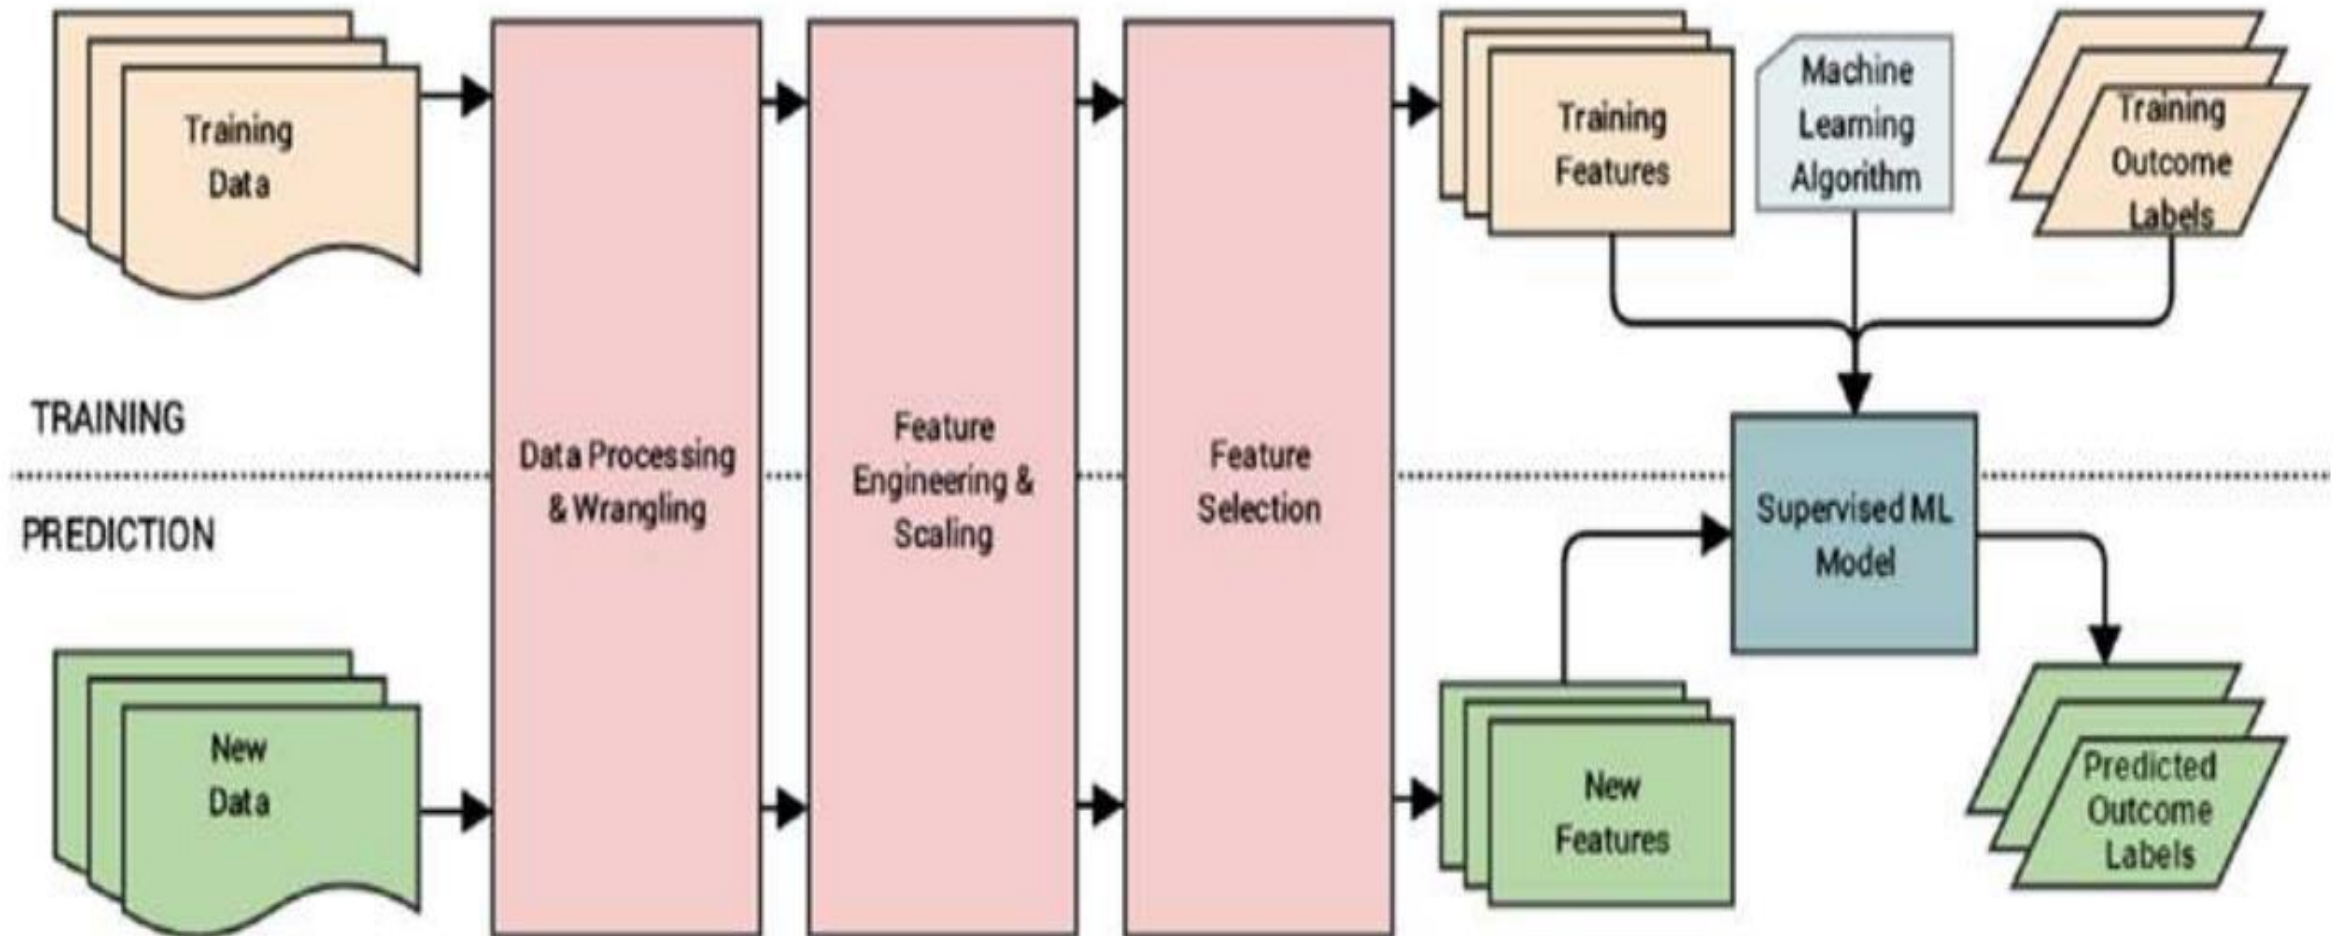 Training
Data
Data Processing
& Wrangling
Feature
Engineering &
Scaling
Feature
Selection
Training
Features
Machine
Learning
Algorithm
Training
Outcome
Labels
TRAINING
PREDICTION
Supervised ML
Model
New
Data
New
Features
Predicted
Outcome
Labels